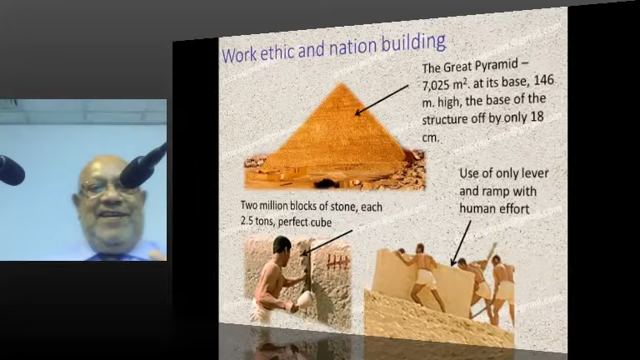 Work ethic and nation building
The Great Pyramid –
7,025 m². at its base, 146
m. high, the base of the
structure off by only 18
cm.
Use of only lever
and ramp with
human effort
Two million blocks of stone, each
2.5 tons, perfect cube